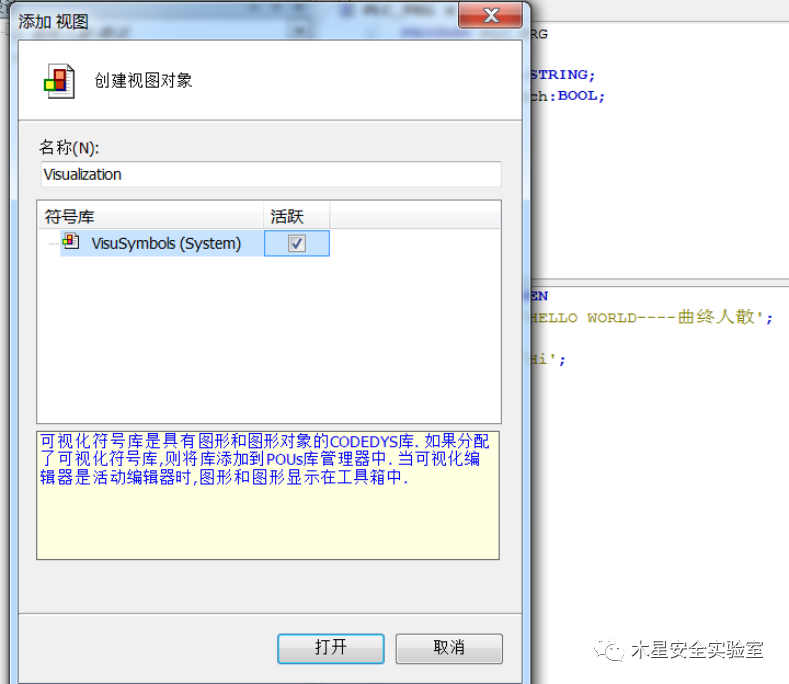 添加 视图
创建视图对象
名称(N):
Visualization
符号库 活跃
VisuSymbols (System)
可视化符号库是具有图形和图形对象的CODEDYS库. 如果分配
了可视化符号库,则将库添加到POUs库管理器中. 当可视化编
辑器是活动编辑器时,图形和图形显示在工具箱中.
打开 取消
RG
STRING;
ch:BOOL;
EN
HELLO WORLD----曲终人散';
Hi';
木星安全实验室